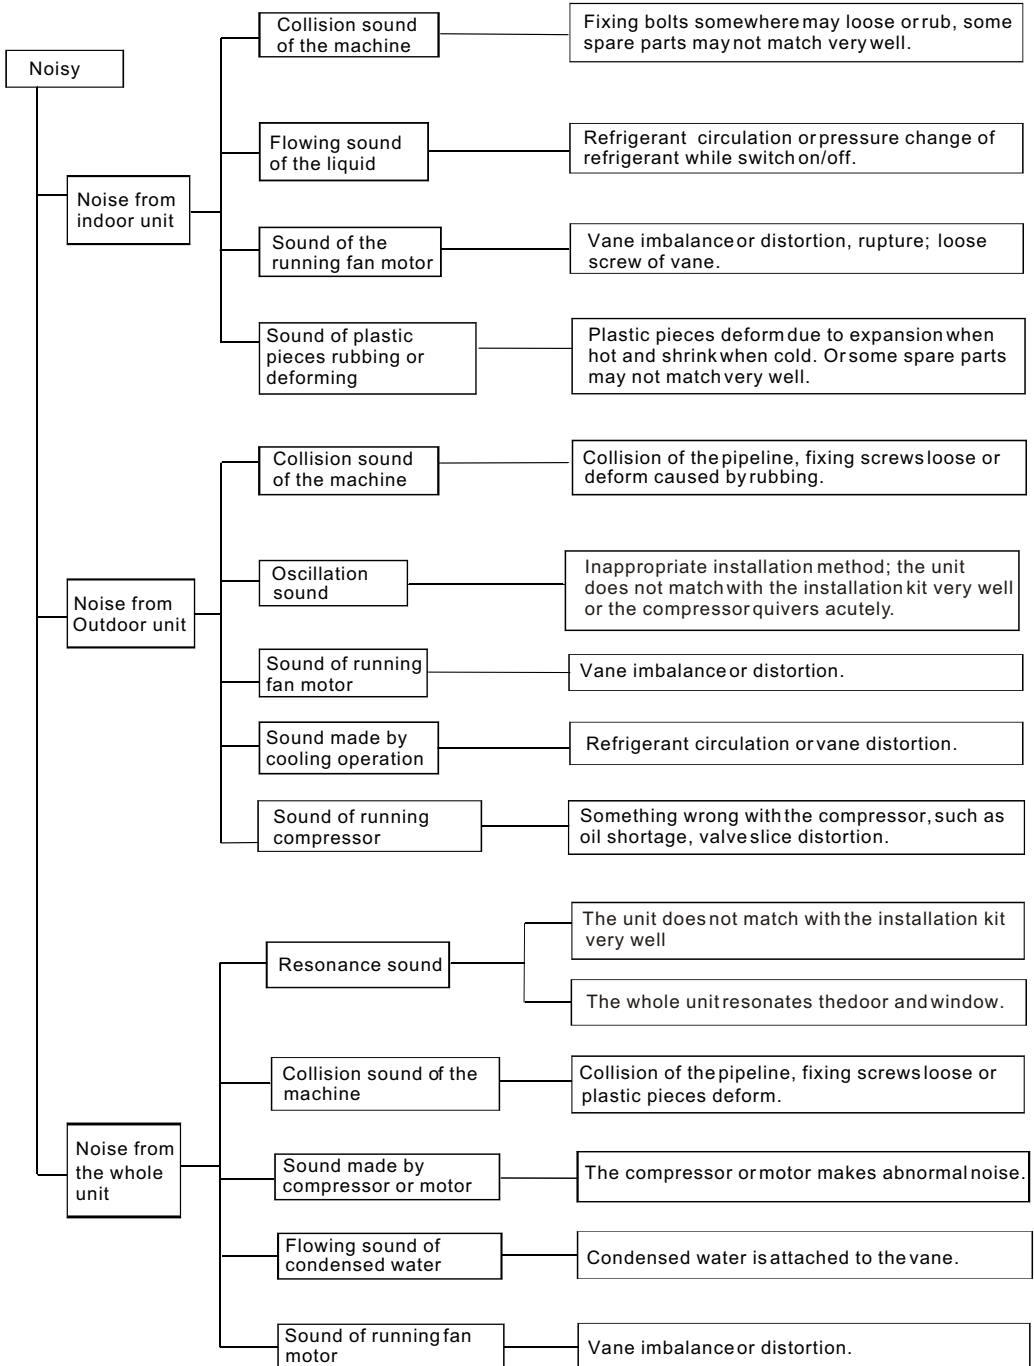 Noisy
Noise from
indoor unit
Collision sound
of the machine
Fixing bolts somewhere may loose or rub, some
spare parts may not match very well.
Flowing sound
of the liquid
Refrigerant circulation or pressure change of
refrigerant while switch on/off.
Sound of the
running fan motor
Vane imbalance or distortion, rupture; loose
screw of vane.
Sound of plastic
pieces rubbing or
deforming
Plastic pieces deform due to expansion when
hot and shrink when cold. Or some spare parts
may not match very well.
Noise from
Outdoor unit
Collision sound
of the machine
Collision of the pipeline, fixing screws loose or
deform caused by rubbing.
Oscillation
sound
Inappropriate installation method; the unit
does not match with the installation kit very well
or the compressor quivers acutely.
Sound of running
fan motor
Vane imbalance or distortion.
Sound made by
cooling operation
Refrigerant circulation or vane distortion.
Sound of running
compressor
Something wrong with the compressor, such as
oil shortage, valve slice distortion.
Noise from
the whole
unit
Resonance sound
The unit does not match with the installation kit
very well
The whole unit resonates the door and window.
Collision sound of the
machine
Collision of the pipeline, fixing screws loose or
plastic pieces deform.
Sound made by
compressor or motor
The compressor or motor makes abnormal noise.
Flowing sound of
condensed water
Condensed water is attached to the vane.
Sound of running fan
motor
Vane imbalance or distortion.